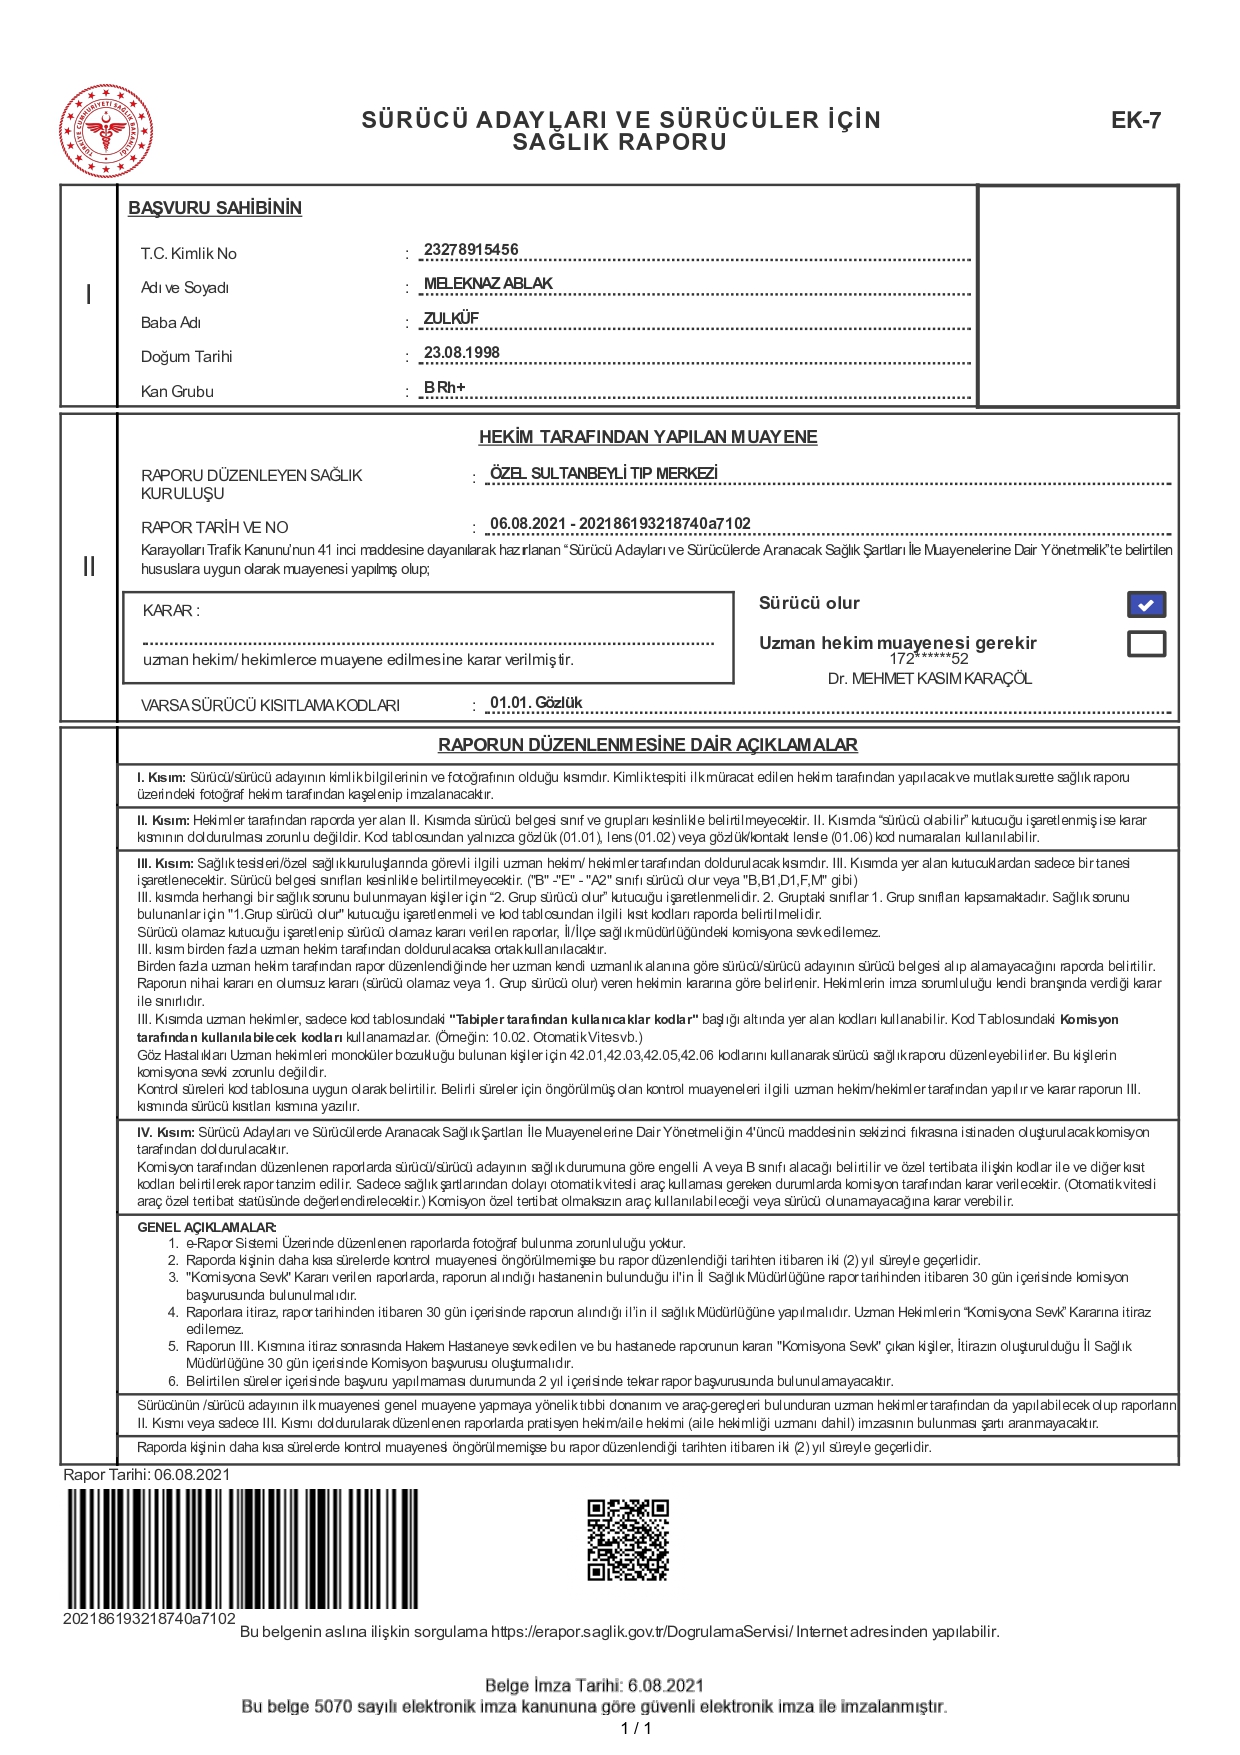 TÜRKİYE CUMHURİYETİ SAĞLIK BAKANLIĞI
SÜRÜCÜ ADAYLARI VE SÜRÜCÜLER İÇİN
SAĞLIK RAPORU
EK-7
I
BAŞVURU SAHİBİNİN
T.C. Kimlik No : 23278915456
Adı ve Soyadı : MELEKNAZ ABLAK
Baba Adı : ZULKÜF
Doğum Tarihi : 23.08.1998
Kan Grubu : B Rh+
II
HEKİM TARAFINDAN YAPILAN MUAYENE
RAPORU DÜZENLEYEN SAĞLIK
KURULUŞU : ÖZEL SULTANBEYLİ TIP MERKEZİ
RAPOR TARİH VE NO : 06.08.2021 - 202186193218740a7102
Karayolları Trafik Kanunu'nun 41 inci maddesine dayanılarak hazırlanan “Sürücü Adayları ve Sürücülerde Aranacak Sağlık Şartları İle Muayenelerine Dair Yönetmelik”te belirtilen
hususlara uygun olarak muayenesi yapılmış olup;
KARAR :
uzman hekim/ hekimlerce muayene edilmesine karar verilmiştir.
Sürücü olur
Uzman hekim muayenesi gerekir
172******52
Dr. MEHMET KASIM KARAÇÖL
VARSA SÜRÜCÜ KISITLAMA KODLARI : 01.01. Gözlük
RAPORUN DÜZENLENMESİNE DAİR AÇIKLAMALAR
I. Kısım: Sürücü/sürücü adayının kimlik bilgilerinin ve fotoğrafının olduğu kısımdır. Kimlik tespiti ilk müracat edilen hekim tarafından yapılacak ve mutlak surette sağlık raporu
üzerindeki fotoğraf hekim tarafından kaşelenip imzalanacaktır.
II. Kısım: Hekimler tarafından raporda yer alan II. Kısımda sürücü belgesi sınıf ve grupları kesinlikle belirtilmeyecektir. II. Kısımda “sürücü olabilir” kutucuğu işaretlenmiş ise karar
kısmının doldurulması zorunlu değildir. Kod tablosundan yalnızca gözlük (01.01), lens (01.02) veya gözlük/kontakt lensle (01.06) kod numaraları kullanılabilir.
III. Kısım: Sağlık tesisleri/özel sağlık kuruluşlarında görevli ilgili uzman hekim/ hekimler tarafından doldurulacak kısımdır. III. Kısımda yer alan kutucuklardan sadece bir tanesi
işaretlenecektir. Sürücü belgesi sınıfları kesinlikle belirtilmeyecektir. ("B" -"E" - "A2" sınıfı sürücü olur veya "B,B1,D1,F,M" gibi)
III. kısımda herhangi bir sağlık sorunu bulunmayan kişiler için “2. Grup sürücü olur” kutucuğu işaretlenmelidir. 2. Gruptaki sınıflar 1. Grup sınıfları kapsamaktadır. Sağlık sorunu
bulunanlar için "1.Grup sürücü olur" kutucuğu işaretlenmeli ve kod tablosundan ilgili kısıt kodları raporda belirtilmelidir.
Sürücü olamaz kutucuğu işaretlenip sürücü olamaz kararı verilen raporlar, İl/İlçe sağlık müdürlüğündeki komisyona sevk edilemez.
III. kısım birden fazla uzman hekim tarafından doldurulacaksa ortak kullanılacaktır.
Birden fazla uzman hekim tarafından rapor düzenlendiğinde her uzman kendi uzmanlık alanına göre sürücü/sürücü adayının sürücü belgesi alıp alamayacağını raporda belirtilir.
Raporun nihai kararı en olumsuz kararı (sürücü olamaz veya 1. Grup sürücü olur) veren hekimin kararına göre belirlenir. Hekimlerin imza sorumluluğu kendi branşında verdiği karar
ile sınırlıdır.
III. Kısımda uzman hekimler, sadece kod tablosundaki "Tabipler tarafından kullanıcaklar kodlar" başlığı altında yer alan kodları kullanabilir. Kod Tablosundaki Komisyon
tarafından kullanılabilecek kodları kullanamazlar. (Örneğin: 10.02. Otomatik Vites vb.)
Göz Hastalıkları Uzman hekimleri monoküler bozukluğu bulunan kişiler için 42.01,42.03,42.05,42.06 kodlarını kullanarak sürücü sağlık raporu düzenleyebilirler. Bu kişilerin
komisyona sevki zorunlu değildir.
Kontrol süreleri kod tablosuna uygun olarak belirtilir. Belirli süreler için öngörülmüş olan kontrol muayeneleri ilgili uzman hekim/hekimler tarafından yapılır ve karar raporun III.
kısmında sürücü kısıtları kısmına yazılır.
IV. Kısım: Sürücü Adayları ve Sürücülerde Aranacak Sağlık Şartları İle Muayenelerine Dair Yönetmeliğin 4'üncü maddesinin sekizinci fıkrasına istinaden oluşturulacak komisyon
tarafından doldurulacaktır.
Komisyon tarafından düzenlenen raporlarda sürücü/sürücü adayının sağlık durumuna göre engelli A veya B sınıfı alacağı belirtilir ve özel tertibata ilişkin kodlar ile ve diğer kısıt
kodları belirtilerek rapor tanzim edilir. Sadece sağlık şartlarından dolayı otomatik vitesli araç kullaması gereken durumlarda komisyon tarafından karar verilecektir. (Otomatik vitesli
araç özel tertibat statüsünde değerlendirelecektir.) Komisyon özel tertibat olmaksızın araç kullanılabileceği veya sürücü olunamayacağına karar verebilir.
GENEL AÇIKLAMALAR:
1. e-Rapor Sistemi Üzerinde düzenlenen raporlarda fotoğraf bulunma zorunluluğu yoktur.
2. Raporda kişinin daha kısa sürelerde kontrol muayenesi öngörülmemişse bu rapor düzenlendiği tarihten itibaren iki (2) yıl süreyle geçerlidir.
3. "Komisyona Sevk" Kararı verilen raporlarda, raporun alındığı hastanenin bulunduğu il'in İl Sağlık Müdürlüğüne rapor tarihinden itibaren 30 gün içerisinde komisyon
başvurusunda bulunulmalıdır.
4. Raporlara itiraz, rapor tarihinden itibaren 30 gün içerisinde raporun alındığı il'in il sağlık Müdürlüğüne yapılmalıdır. Uzman Hekimlerin “Komisyona Sevk” Kararına itiraz
edilemez.
5. Raporun III. Kısmına itiraz sonrasında Hakem Hastaneye sevk edilen ve bu hastanede raporunun kararı "Komisyona Sevk" çıkan kişiler, İtirazın oluşturulduğu İl Sağlık
Müdürlüğüne 30 gün içerisinde Komisyon başvurusu oluşturmalıdır.
6. Belirtilen süreler içerisinde başvuru yapılmaması durumunda 2 yıl içerisinde tekrar rapor başvurusunda bulunulamayacaktır.
Sürücünün /sürücü adayının ilk muayenesi genel muayene yapmaya yönelik tıbbi donanım ve araç-gereçleri bulunduran uzman hekimler tarafından da yapılabilecek olup raporların
II. Kısmı veya sadece III. Kısmı doldurularak düzenlenen raporlarda pratisyen hekim/aile hekimi (aile hekimliği uzmanı dahil) imzasının bulunması şartı aranmayacaktır.
Raporda kişinin daha kısa sürelerde kontrol muayenesi öngörülmemişse bu rapor düzenlendiği tarihten itibaren iki (2) yıl süreyle geçerlidir.
Rapor Tarihi: 06.08.2021
202186193218740a7102
Bu belgenin aslına ilişkin sorgulama https://erapor.saglik.gov.tr/DogrulamaServisi/ Internet adresinden yapılabilir.
Belge İmza Tarihi: 6.08.2021
Bu belge 5070 sayılı elektronik imza kanununa göre güvenli elektronik imza ile imzalanmıştır.
1 / 1